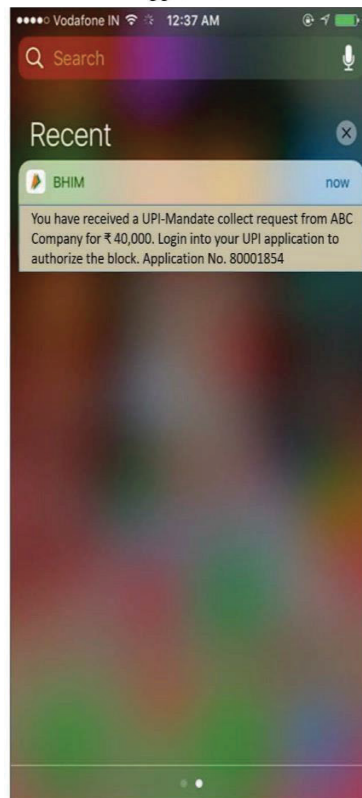 Vodafone IN 12:37 AM
Search
Recent
BHIM now
You have received a UPI-Mandate collect request from ABC
Company for ₹ 40,000. Login into your UPI application to
authorize the block. Application No. 80001854